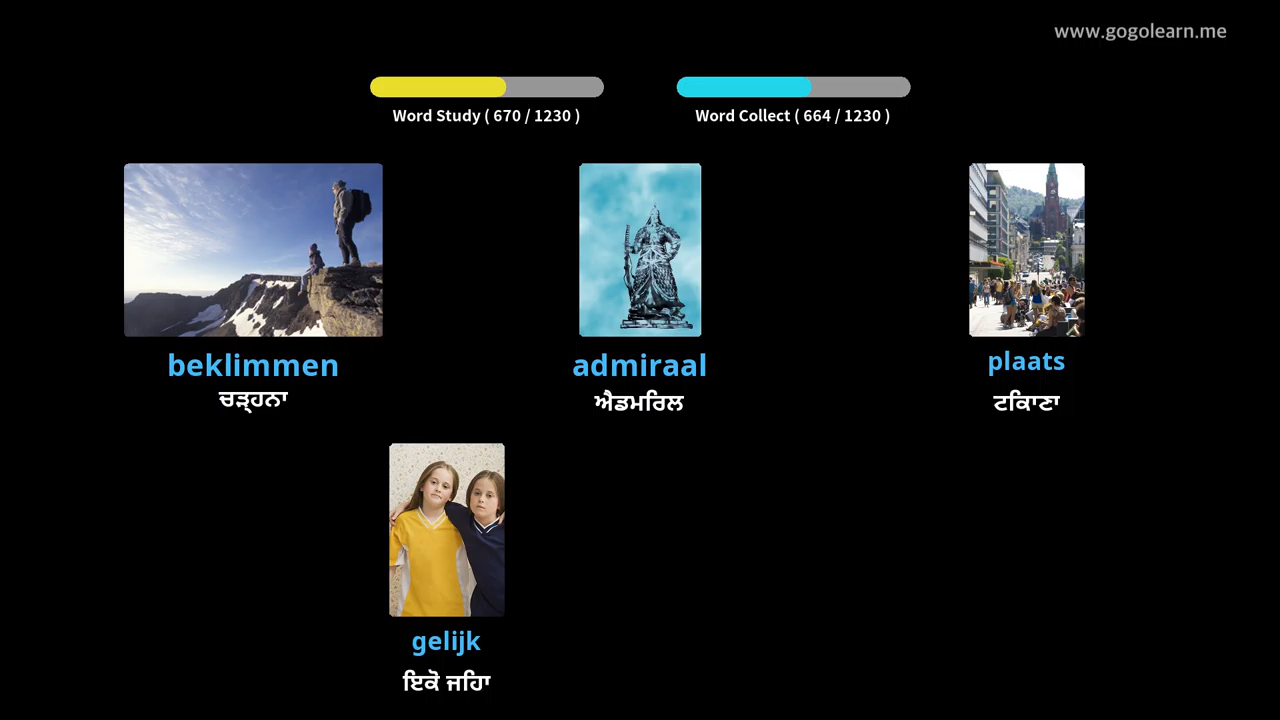 www.gogolearn.me
Word Study ( 670 / 1230 )
Word Collect ( 664 / 1230 )
beklimmen
ਚੜ੍ਹਨਾ
admiraal
ਐਡਮਰਿਲ
plaats
ਟਕਿਾਣਾ
gelijk
ਇਕੋ ਜਹਿਾ